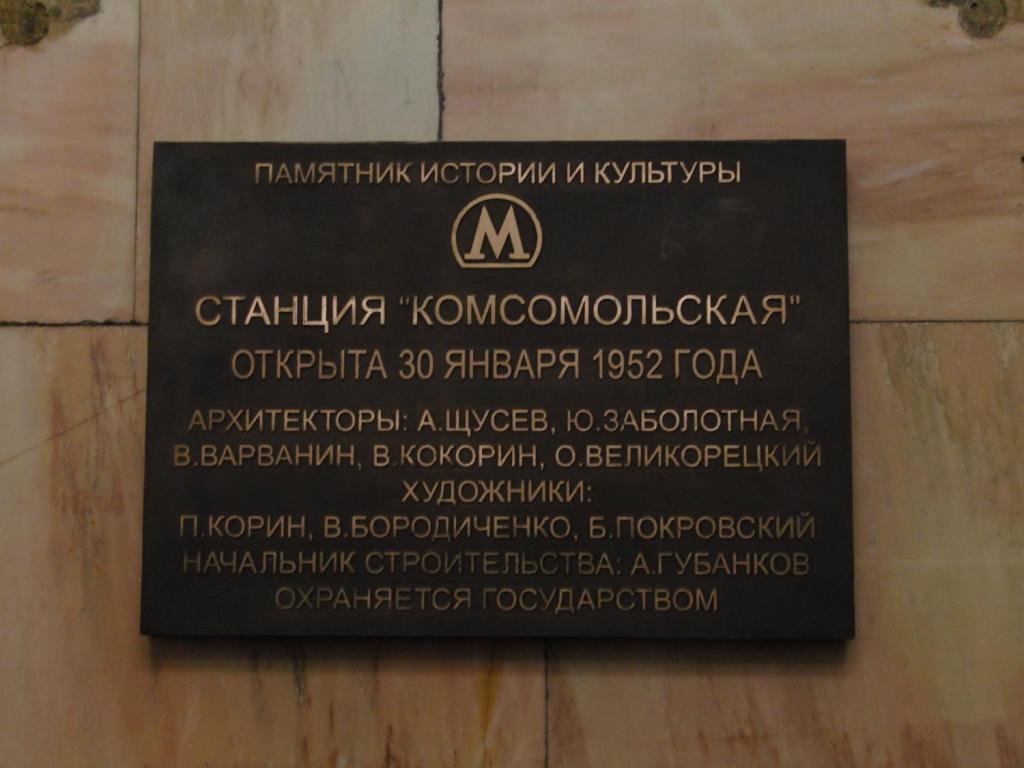 ПАМЯТНИК ИСТОРИИ И КУЛЬТУРЫ
М
СТАНЦИЯ "КОМСОМОЛЬСКАЯ"
ОТКРЫТА 30 ЯНВАРЯ 1952 ГОДА
АРХИТЕКТОРЫ: А.ЩУСЕВ, Ю.ЗАБОЛОТНАЯ,
В.ВАРВАНИН, В.КОКОРИН, О.ВЕЛИКОРЕЦКИЙ
ХУДОЖНИКИ:
П.КОРИН, В.БОРОДИЧЕНКО, Б.ПОКРОВСКИЙ
НАЧАЛЬНИК СТРОИТЕЛЬСТВА: А.ГУБАНКОВ
ОХРАНЯЕТСЯ ГОСУДАРСТВОМ